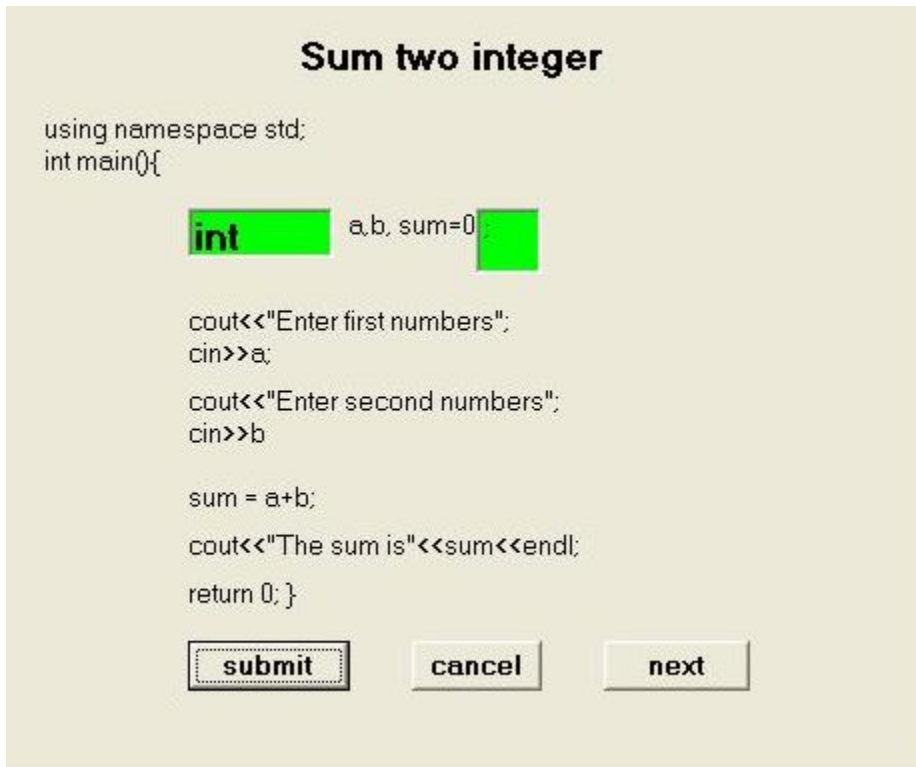 Sum two integer
using namespace std;
int main(){
int a,b, sum=0 ;
cout<<"Enter first numbers";
cin>>a;
cout<<"Enter second numbers";
cin>>b
sum = a+b;
cout<<"The sum is"<<sum<<endl;
return 0; }
submit cancel next